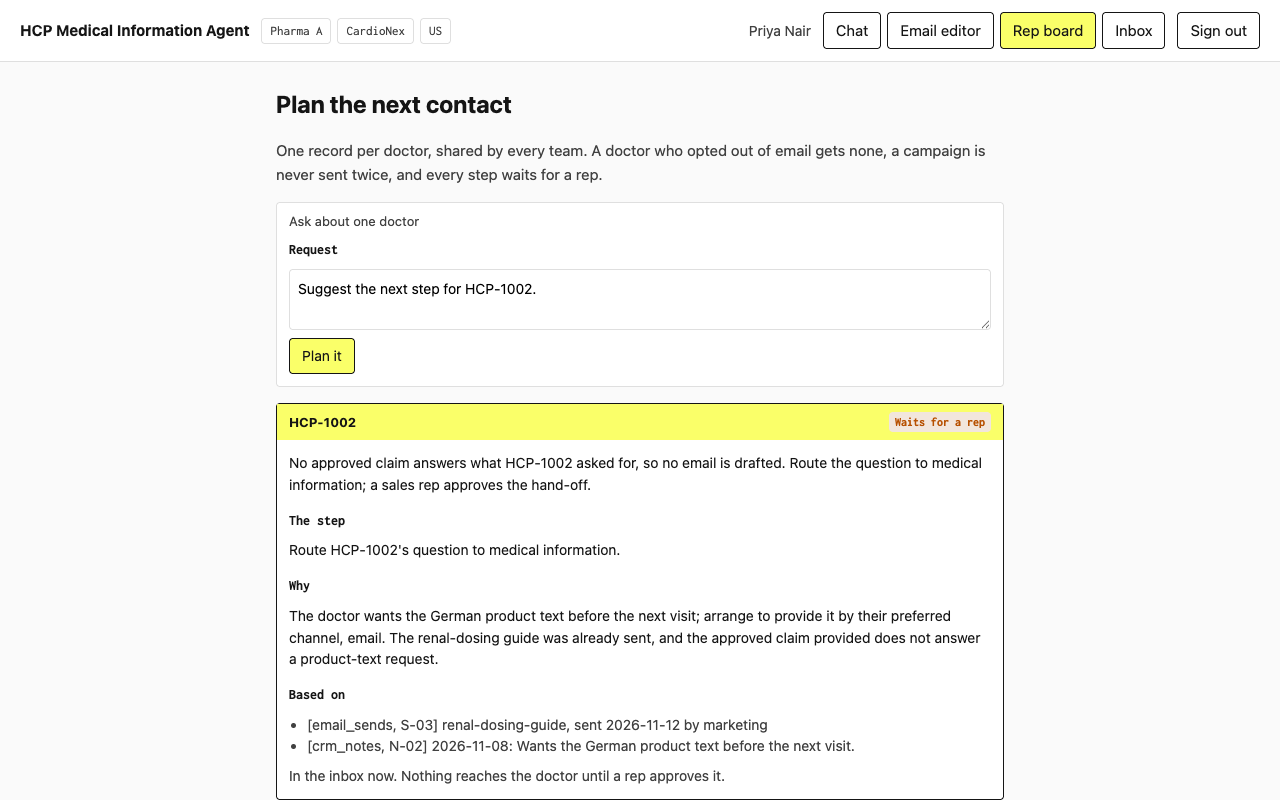 HCP Medical Information Agent
Pharma A
CardioNex
US
Priya Nair
Chat
Email editor
Rep board
Inbox
Sign out
Plan the next contact
One record per doctor, shared by every team. A doctor who opted out of email gets none, a campaign is
never sent twice, and every step waits for a rep.
Ask about one doctor
Request
Suggest the next step for HCP-1002.
Plan it
HCP-1002
Waits for a rep
No approved claim answers what HCP-1002 asked for, so no email is drafted. Route the question to medical
information; a sales rep approves the hand-off.
The step
Route HCP-1002's question to medical information.
Why
The doctor wants the German product text before the next visit; arrange to provide it by their preferred
channel, email. The renal-dosing guide was already sent, and the approved claim provided does not answer
a product-text request.
Based on
• [email_sends, S-03] renal-dosing-guide, sent 2026-11-12 by marketing
• [crm_notes, N-02] 2026-11-08: Wants the German product text before the next visit.
In the inbox now. Nothing reaches the doctor until a rep approves it.